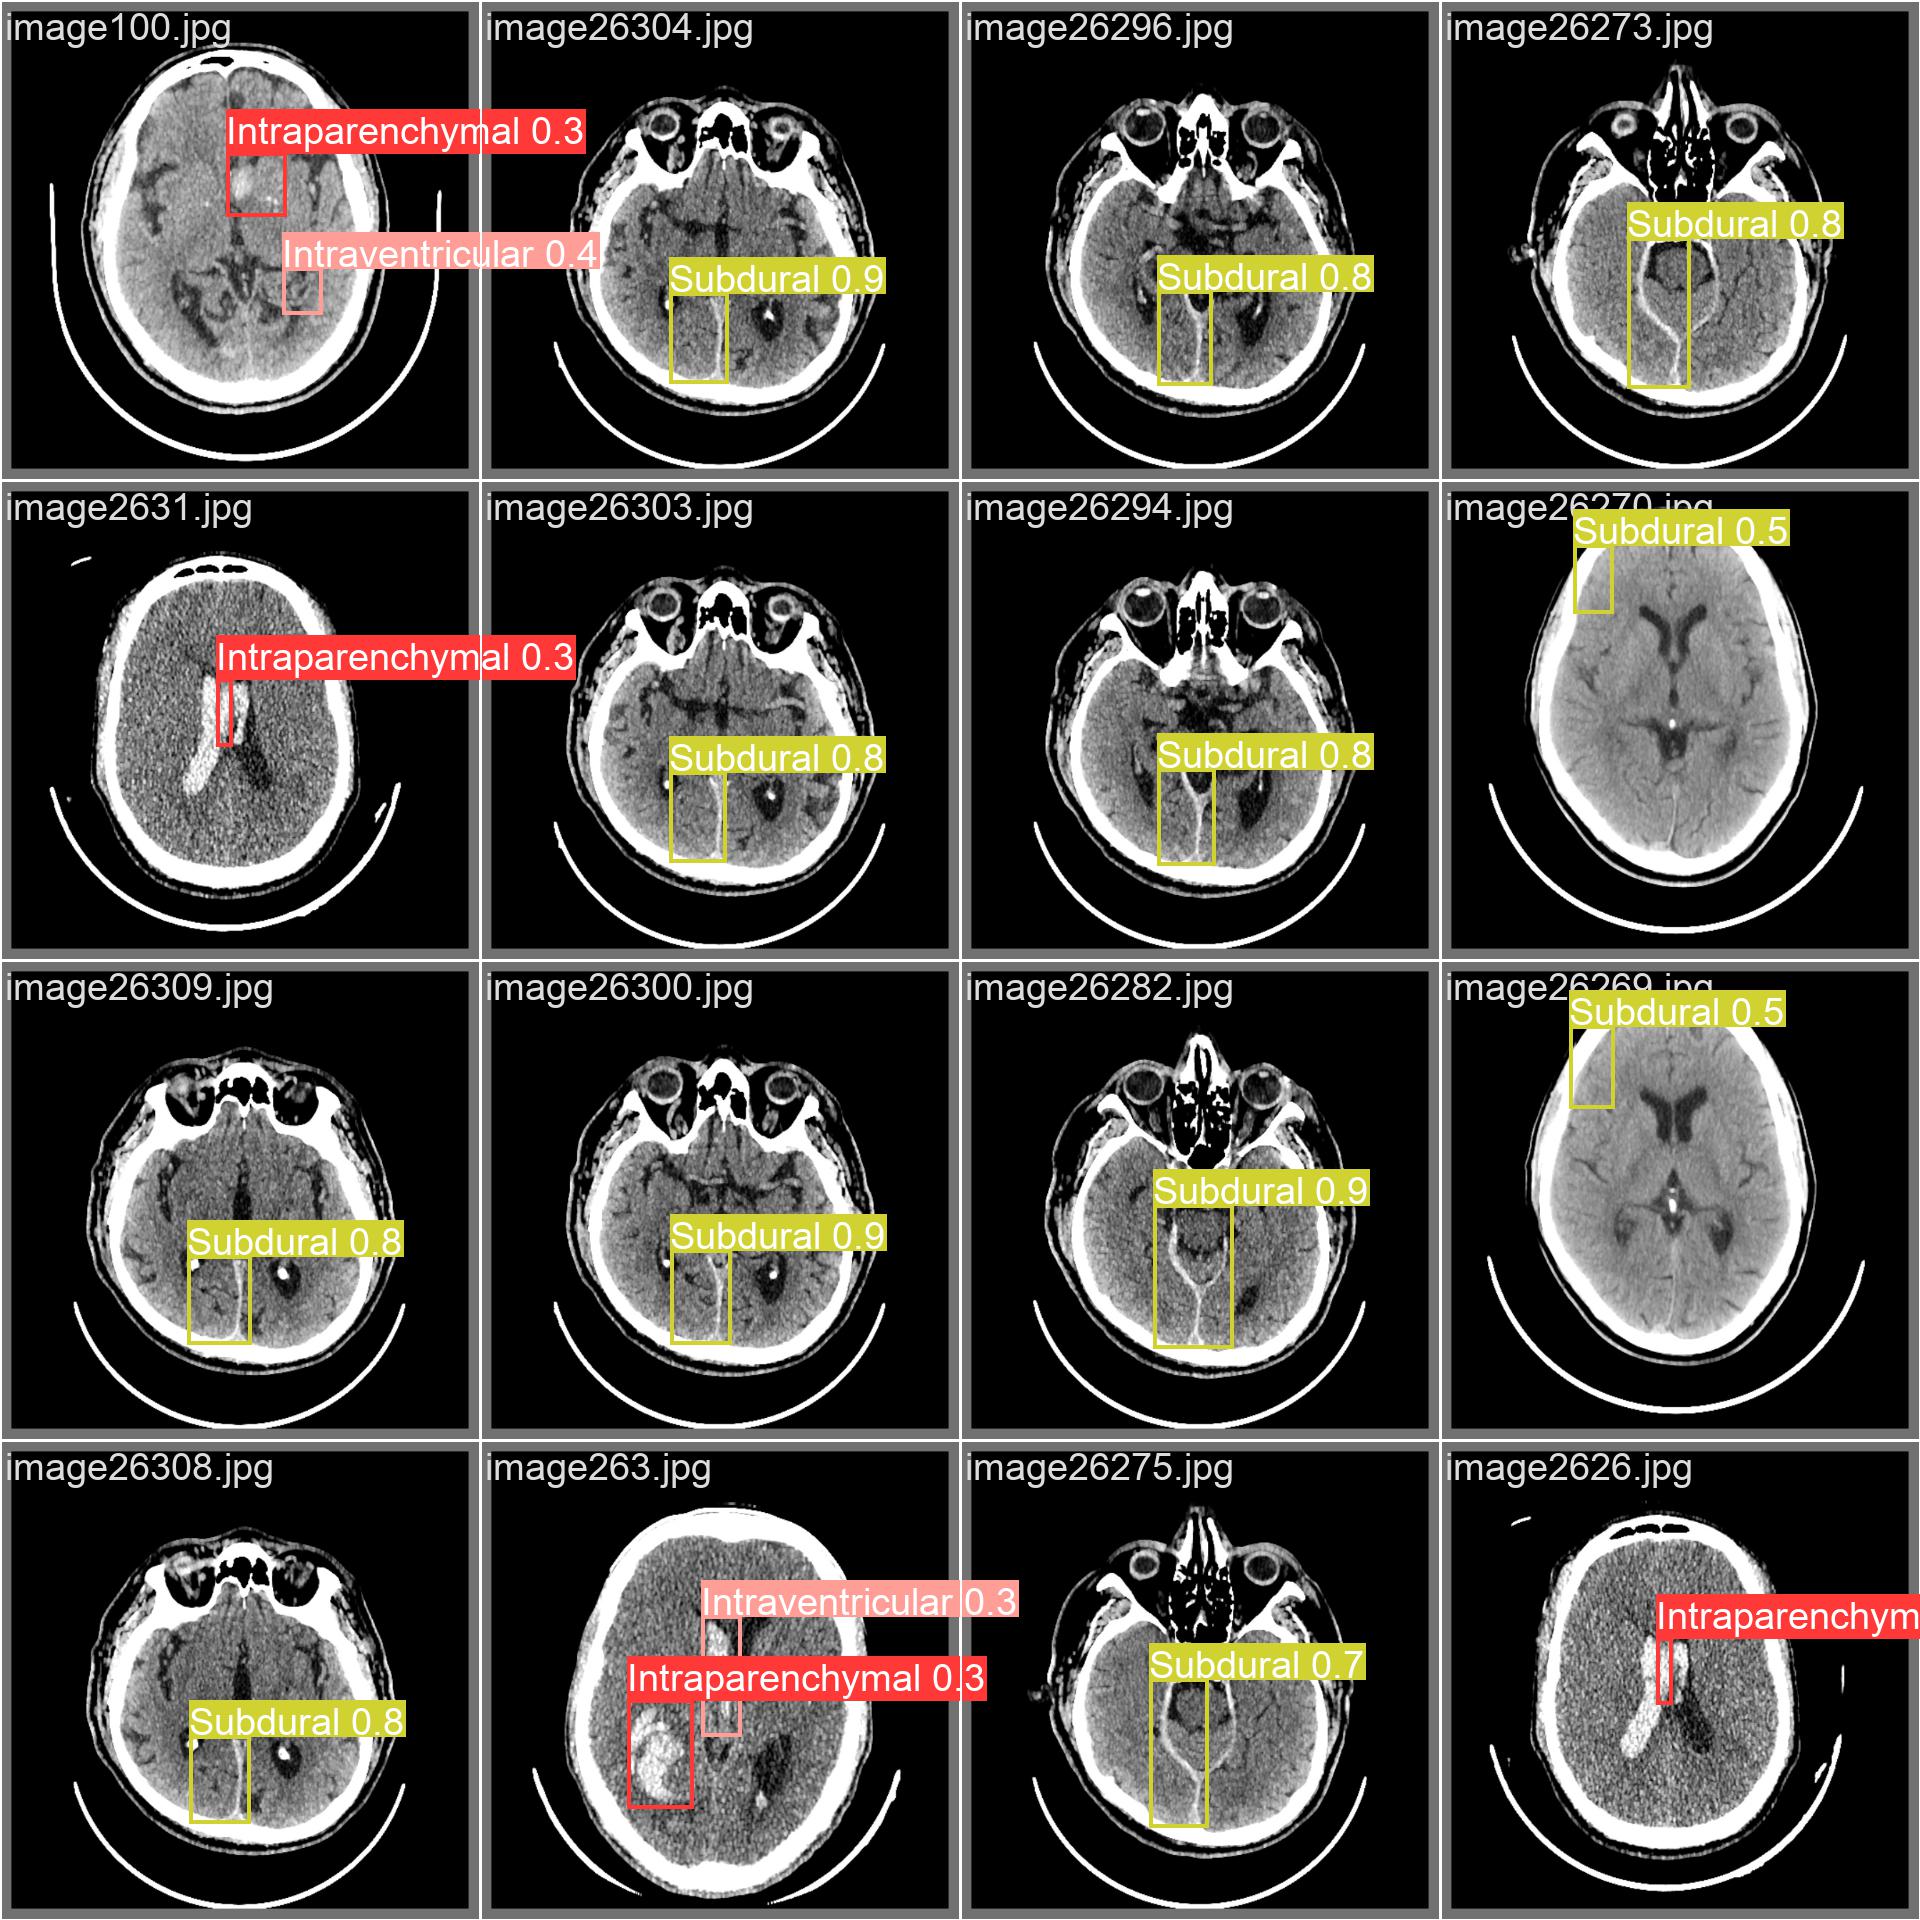 image100.jpg
Intraparenchymal 0.3
Intraventricular 0.4
image26304.jpg
Subdural 0.9
image26296.jpg
Subdural 0.8
image26273.jpg
Subdural 0.8
image2631.jpg
Intraparenchymal 0.3
image26303.jpg
Subdural 0.8
image26294.jpg
Subdural 0.8
image26270.jpg
Subdural 0.5
image26309.jpg
Subdural 0.8
image26300.jpg
Subdural 0.9
image26282.jpg
Subdural 0.9
image26269.jpg
Subdural 0.5
image26308.jpg
Subdural 0.8
image263.jpg
Intraventricular 0.3
Intraparenchymal 0.3
image26275.jpg
Subdural 0.7
image2626.jpg
Intraparenchym